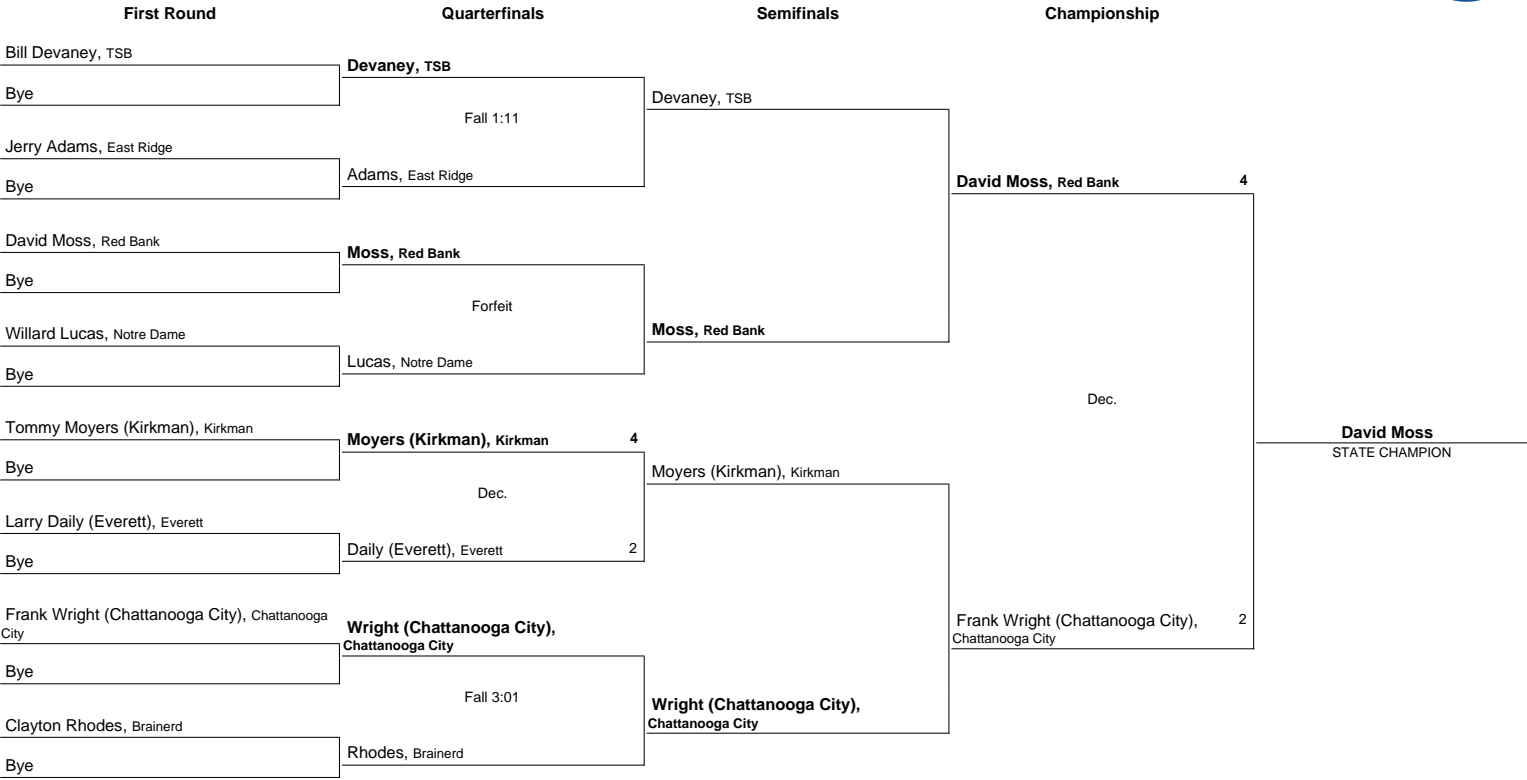 First Round
Quarterfinals
Semifinals
Championship
Bill Devaney, TSB
Bye
Jerry Adams, East Ridge
Bye
David Moss, Red Bank
Bye
Willard Lucas, Notre Dame
Bye
Tommy Moyers (Kirkman), Kirkman
Bye
Larry Daily (Everett), Everett
Bye
Frank Wright (Chattanooga City), Chattanooga
City
Bye
Clayton Rhodes, Brainerd
Bye
Devaney, TSB
Fall 1:11
Adams, East Ridge
Moss, Red Bank
Forfeit
Lucas, Notre Dame
Moyers (Kirkman), Kirkman 4
Dec.
Daily (Everett), Everett 2
Wright (Chattanooga City),
Chattanooga City
Fall 3:01
Rhodes, Brainerd
Devaney, TSB
Moss, Red Bank
Moyers (Kirkman), Kirkman
Wright (Chattanooga City),
Chattanooga City
David Moss, Red Bank 4
Dec.
Frank Wright (Chattanooga City), 2
Chattanooga City
David Moss
STATE CHAMPION